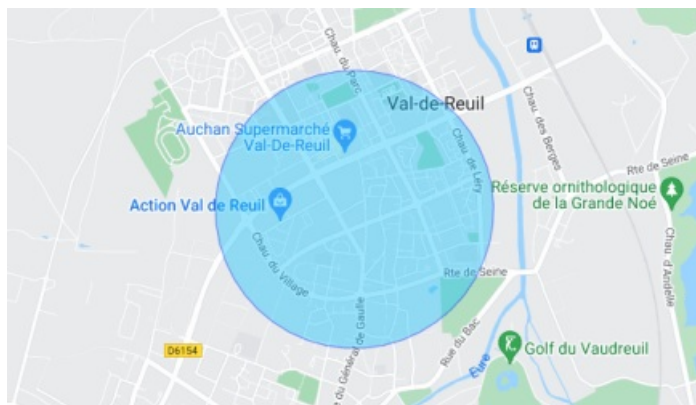 Chau. du Parc
Val-de-Reuil
Chau. des Berges
Auchan Supermarché
Val-De-Reuil
Chau. de Léry
Rte de Seine
Réserve ornithologique
de la Grande Noé
Action Val de Reuil
Chau. du Village
Rte de Seine
Chau. d'Andelle
du Général de Gaulle
Rue du Bac
D6154
Golf du Vaudreuil
Eure